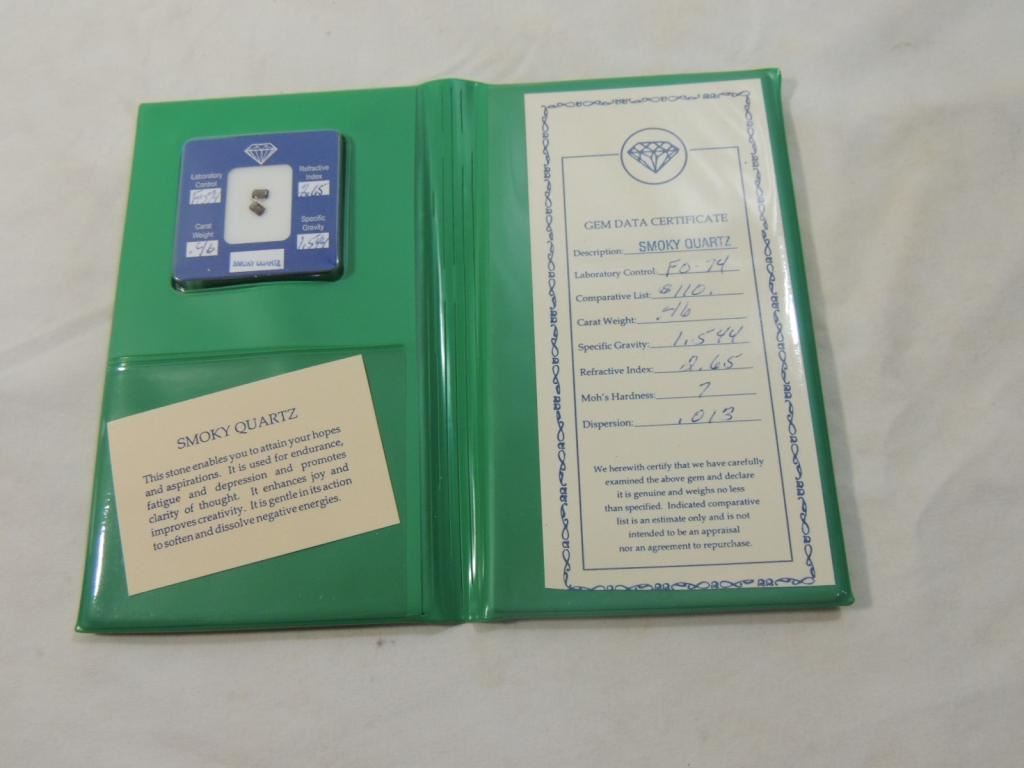 Laboratory
Control
Refractive
Index
2.65
Carat
Weight
.46
Specific
Gravity
1.544
SMOKY QUARTZ
SMOKY QUARTZ
This stone enables you to attain your hopes
and aspirations. It is used for endurance,
fatigue and depression and promotes
clarity of thought. It enhances joy and
improves creativity. It is gentle in its action
to soften and dissolve negative energies.
GEM DATA CERTIFICATE
Description: SMOKY QUARTZ
Laboratory Control: FO-74
Comparative List: $110.
Carat Weight: .46
Specific Gravity: 1.544
Refractive Index: 2.65
Moh's Hardness: 7
Dispersion: .013
We herewith certify that we have carefully
examined the above gem and declare
it is genuine and weighs no less
than specified. Indicated comparative
list is an estimate only and is not
intended to be an appraisal
nor an agreement to repurchase.